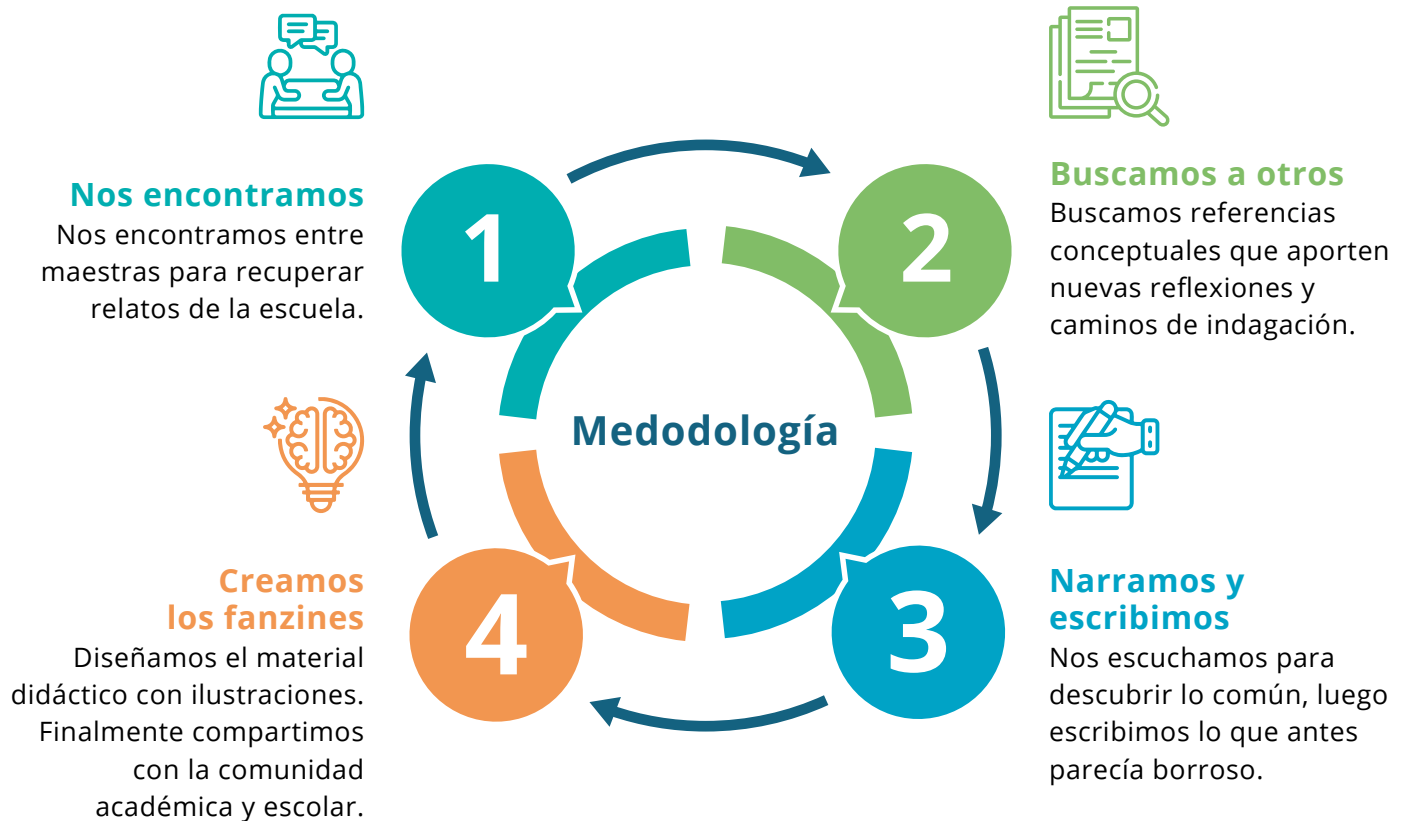 1
Nos encontramos
Nos encontramos entre
maestras para recuperar
relatos de la escuela.
2
Buscamos a otros
Buscamos referencias
conceptuales que aporten
nuevas reflexiones y
caminos de indagación.
Medodología
3
Narramos y
escribimos
Nos escuchamos para
descubrir lo común, luego
escribimos lo que antes
parecía borroso.
4
Creamos
los fanzines
Diseñamos el material
didáctico con ilustraciones.
Finalmente compartimos
con la comunidad
académica y escolar.